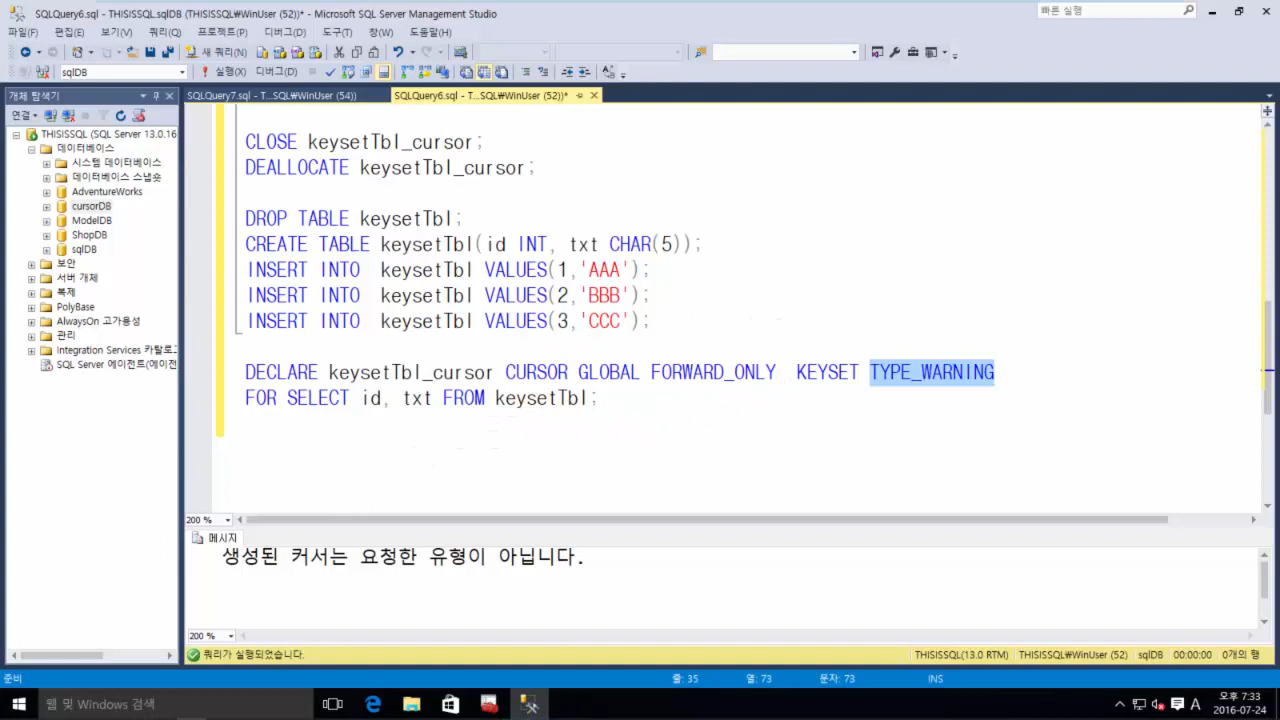 SQLQuery6.sql - THISISSQL.sqlDB (THISISSQL₩WinUser (52))* - Microsoft SQL Server Management Studio
빠른 실행
파일(F) 편집(E) 보기(V) 쿼리(Q) 프로젝트(P) 디버그(D) 도구(T) 창(W) 도움말(H)
새 쿼리(N)
sqlDB
실행(X) 디버그(D)
개체 탐색기
SQLQuery7.sql - T...SQL₩WinUser (54))
SQLQuery6.sql - T...SQL₩WinUser (52))*
연결
THISISSQL (SQL Server 13.0.16
데이터베이스
시스템 데이터베이스
데이터베이스 스냅숏
AdventureWorks
cursorDB
ModelDB
ShopDB
sqlDB
보안
서버 개체
복제
PolyBase
AlwaysOn 고가용성
관리
Integration Services 카탈로그
SQL Server 에이전트(에이전
CLOSE keysetTbl_cursor;
DEALLOCATE keysetTbl_cursor;
DROP TABLE keysetTbl;
CREATE TABLE keysetTbl(id INT, txt CHAR(5));
INSERT INTO  keysetTbl VALUES(1,'AAA');
INSERT INTO  keysetTbl VALUES(2,'BBB');
INSERT INTO  keysetTbl VALUES(3,'CCC');
DECLARE keysetTbl_cursor CURSOR GLOBAL FORWARD_ONLY  KEYSET TYPE_WARNING
FOR SELECT id, txt FROM keysetTbl;
200 %
메시지
생성된 커서는 요청한 유형이 아닙니다.
200 %
쿼리가 실행되었습니다.
THISISSQL(13.0 RTM) THISISSQL₩WinUser (52) sqlDB 00:00:00 0개의 행
준비
줄: 35 열: 73 문자: 73 INS
웹 및 Windows 검색
A
오후 7:33
2016-07-24